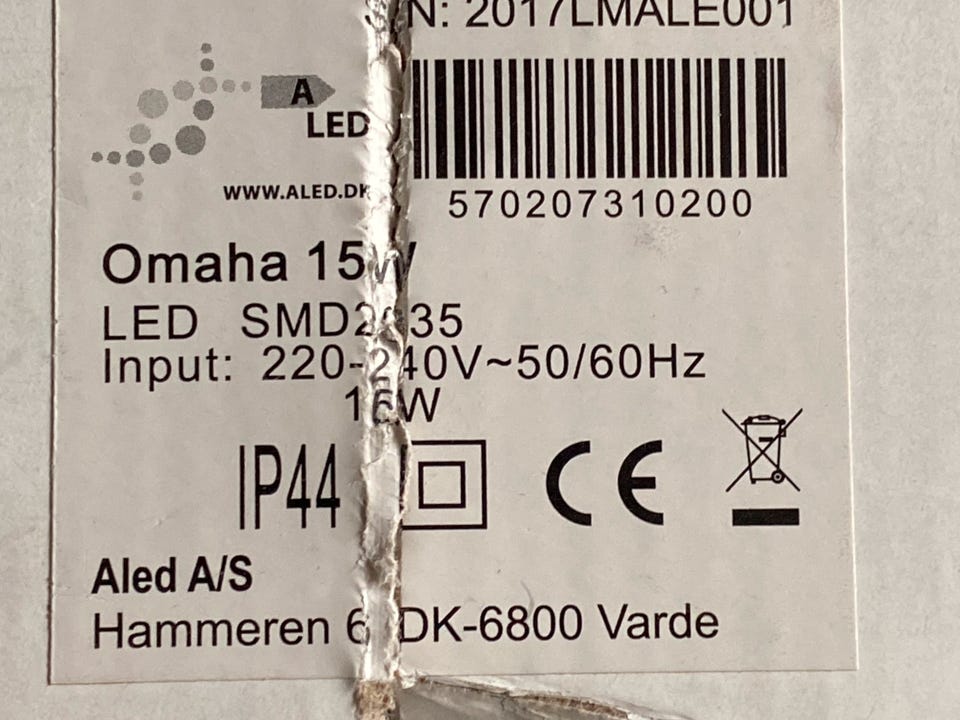 N: 2017LMALE001
A
LED
WWW.ALED.DK
570207310200
Omaha 15W
LED SMD2835
Input: 220-240V~50/60Hz
W
IP44
CE
Aled A/S
Hammeren 6 DK-6800 Varde